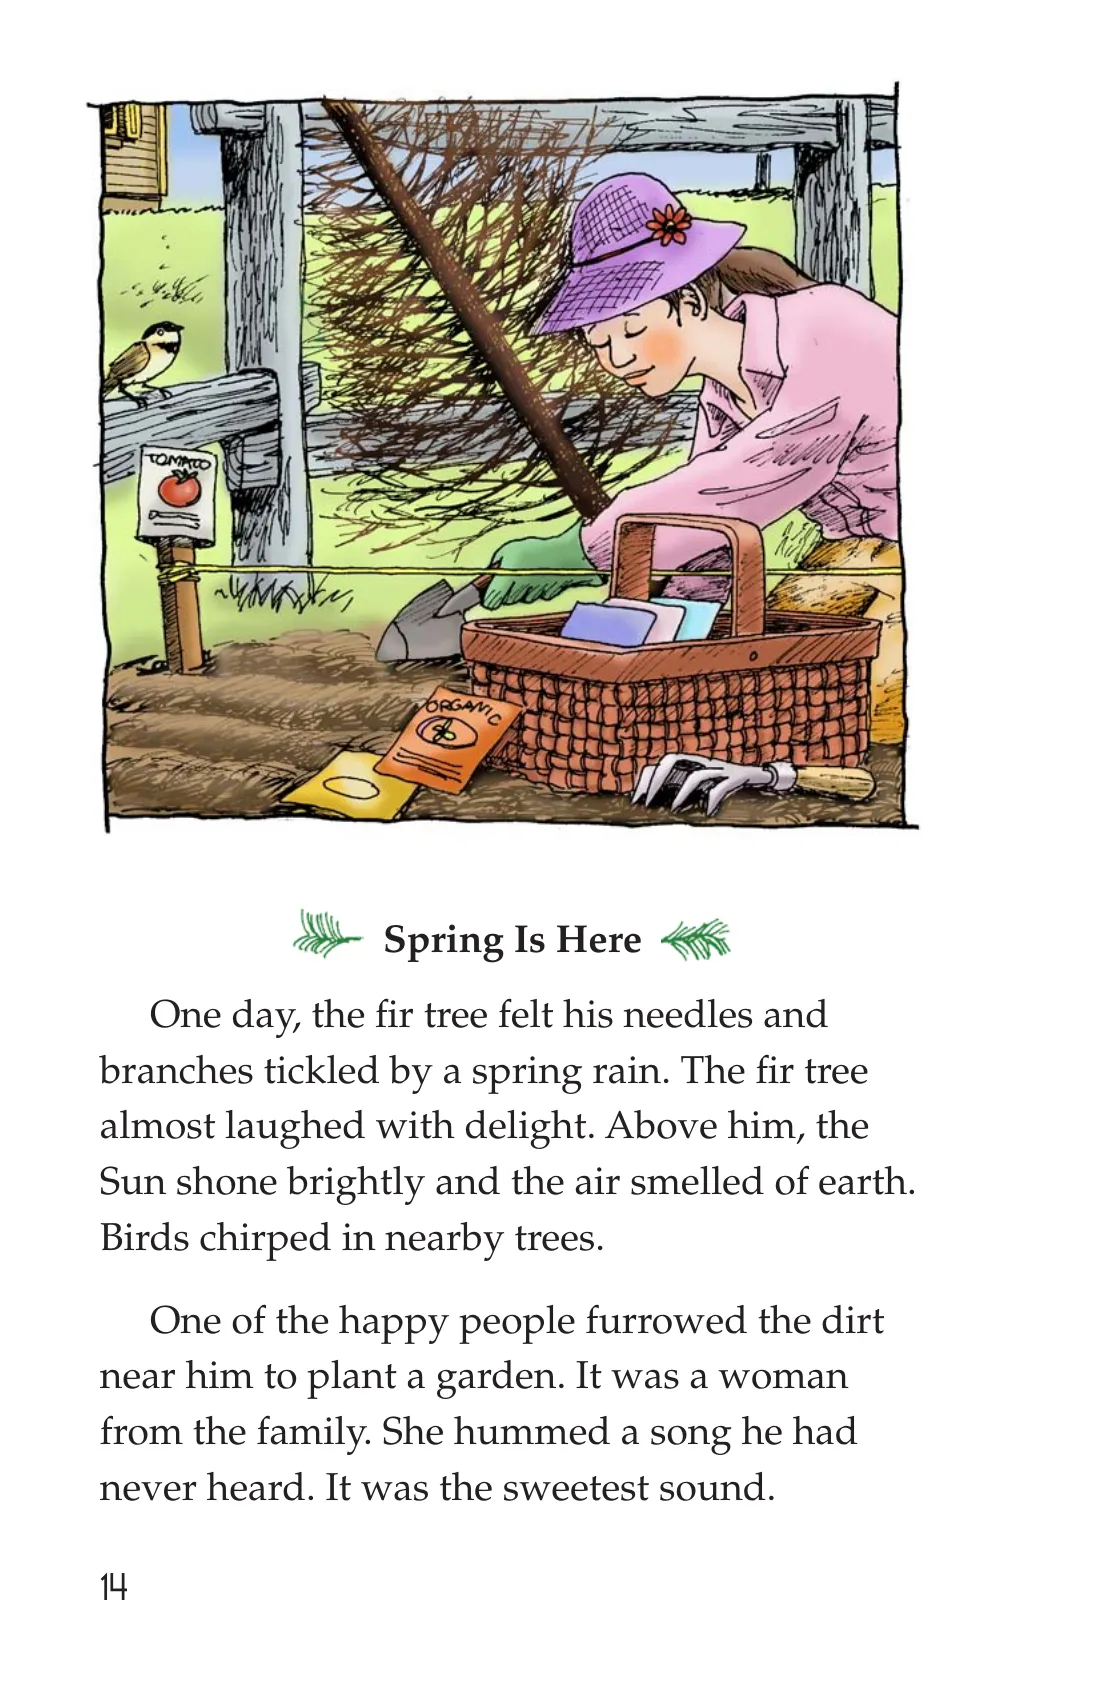 TOMATO
ORGANIC
Spring Is Here
One day, the fir tree felt his needles and
branches tickled by a spring rain. The fir tree
almost laughed with delight. Above him, the
Sun shone brightly and the air smelled of earth.
Birds chirped in nearby trees.
One of the happy people furrowed the dirt
near him to plant a garden. It was a woman
from the family. She hummed a song he had
never heard. It was the sweetest sound.
14